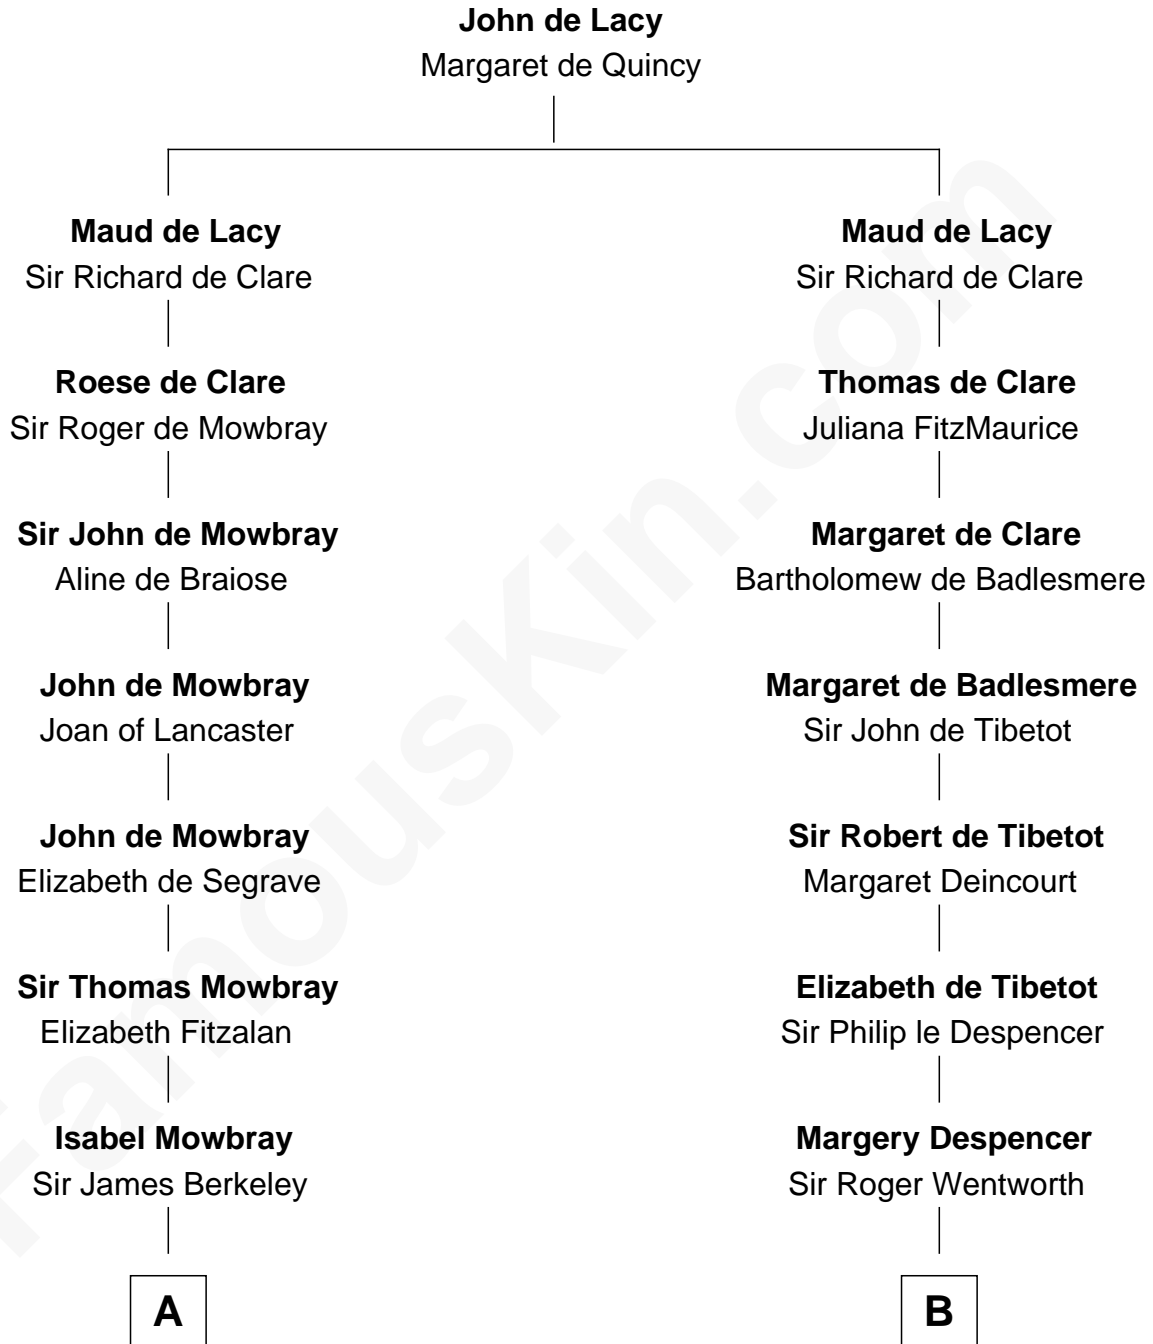 John de Lacy
Margaret de Quincy
Maud de Lacy
Sir Richard de Clare
Maud de Lacy
Sir Richard de Clare
Roese de Clare
Sir Roger de Mowbray
Thomas de Clare
Juliana FitzMaurice
Sir John de Mowbray
Aline de Braiose
Margaret de Clare
Bartholomew de Badlesmere
John de Mowbray
Joan of Lancaster
Margaret de Badlesmere
Sir John de Tibetot
John de Mowbray
Elizabeth de Segrave
Sir Robert de Tibetot
Margaret Deincourt
Sir Thomas Mowbray
Elizabeth Fitzalan
Elizabeth de Tibetot
Sir Philip le Despencer
Isabel Mowbray
Sir James Berkeley
Margery Despencer
Sir Roger Wentworth
A
B
FamousKin.com